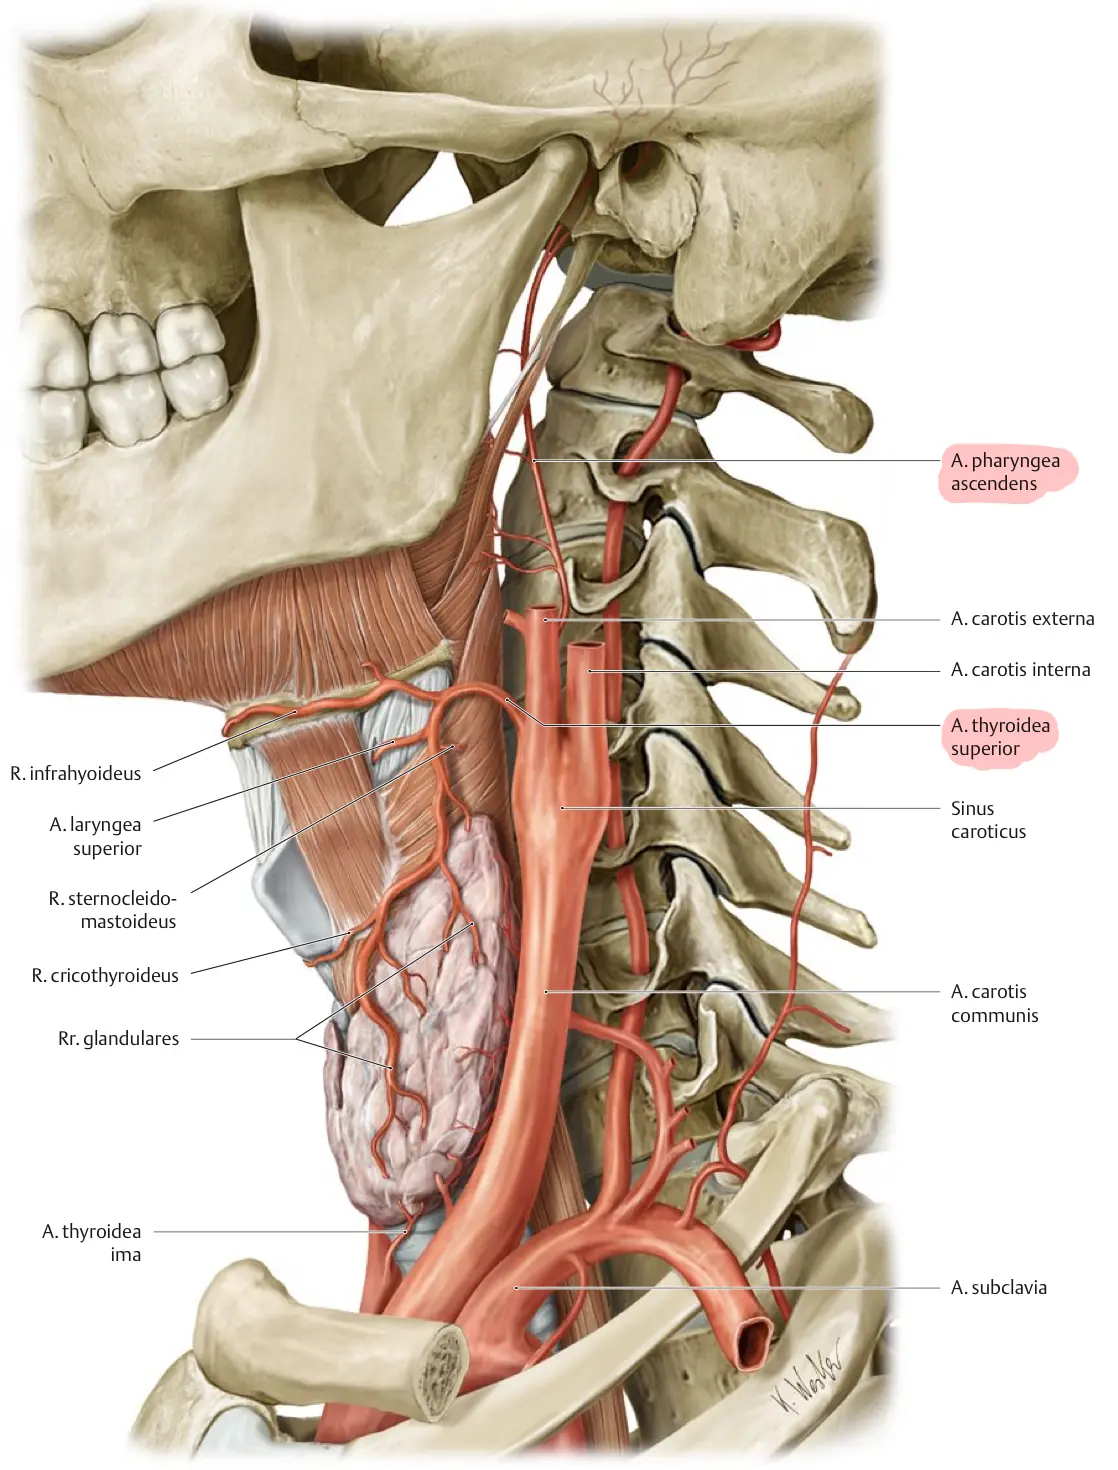 A. pharyngea
ascendens
A. carotis externa
A. carotis interna
A. thyroidea
superior
Sinus
caroticus
A. carotis
communis
A. subclavia
R. infrahyoideus
A. laryngea
superior
R. sternocleido-
mastoideus
R. cricothyroideus
Rr. glandulares
A. thyroidea
ima
K. Wesker